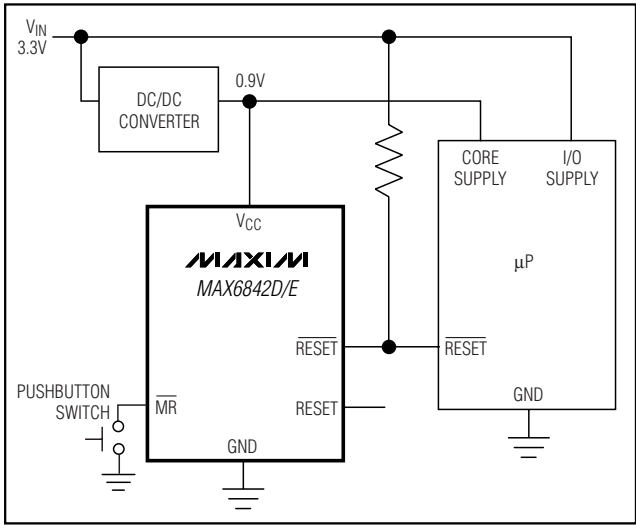 VIN
3.3V
0.9V
DC/DC
CONVERTER
CORE
SUPPLY
I/O
SUPPLY
VCC
MAXIM
MAX6842D/E
μP
RESET
RESET
PUSHBUTTON
SWITCH
MR
RESET
GND
GND